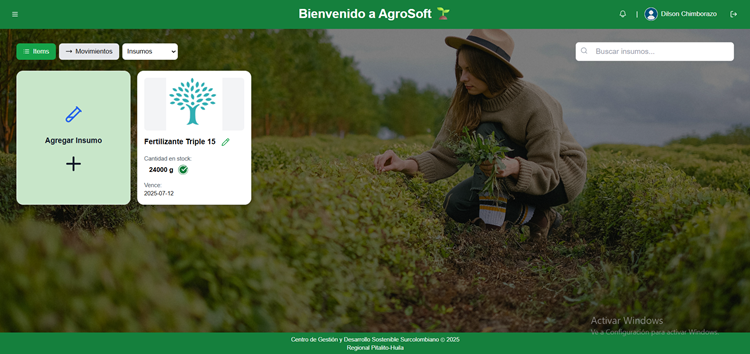 Bienvenido a AgroSoft
| Dilson Chimborazo
Items
Movimientos
Insumos
Buscar insumos...
Agregar Insumo
Fertilizante Triple 15
Cantidad en stock:
24000 g
Vence:
2025-07-12
Activar Windows
Ve a Configuración para activar Windows.
Centro de Gestión y Desarrollo Sostenible Surcolombiano © 2025
Regional Pitalito-Huila